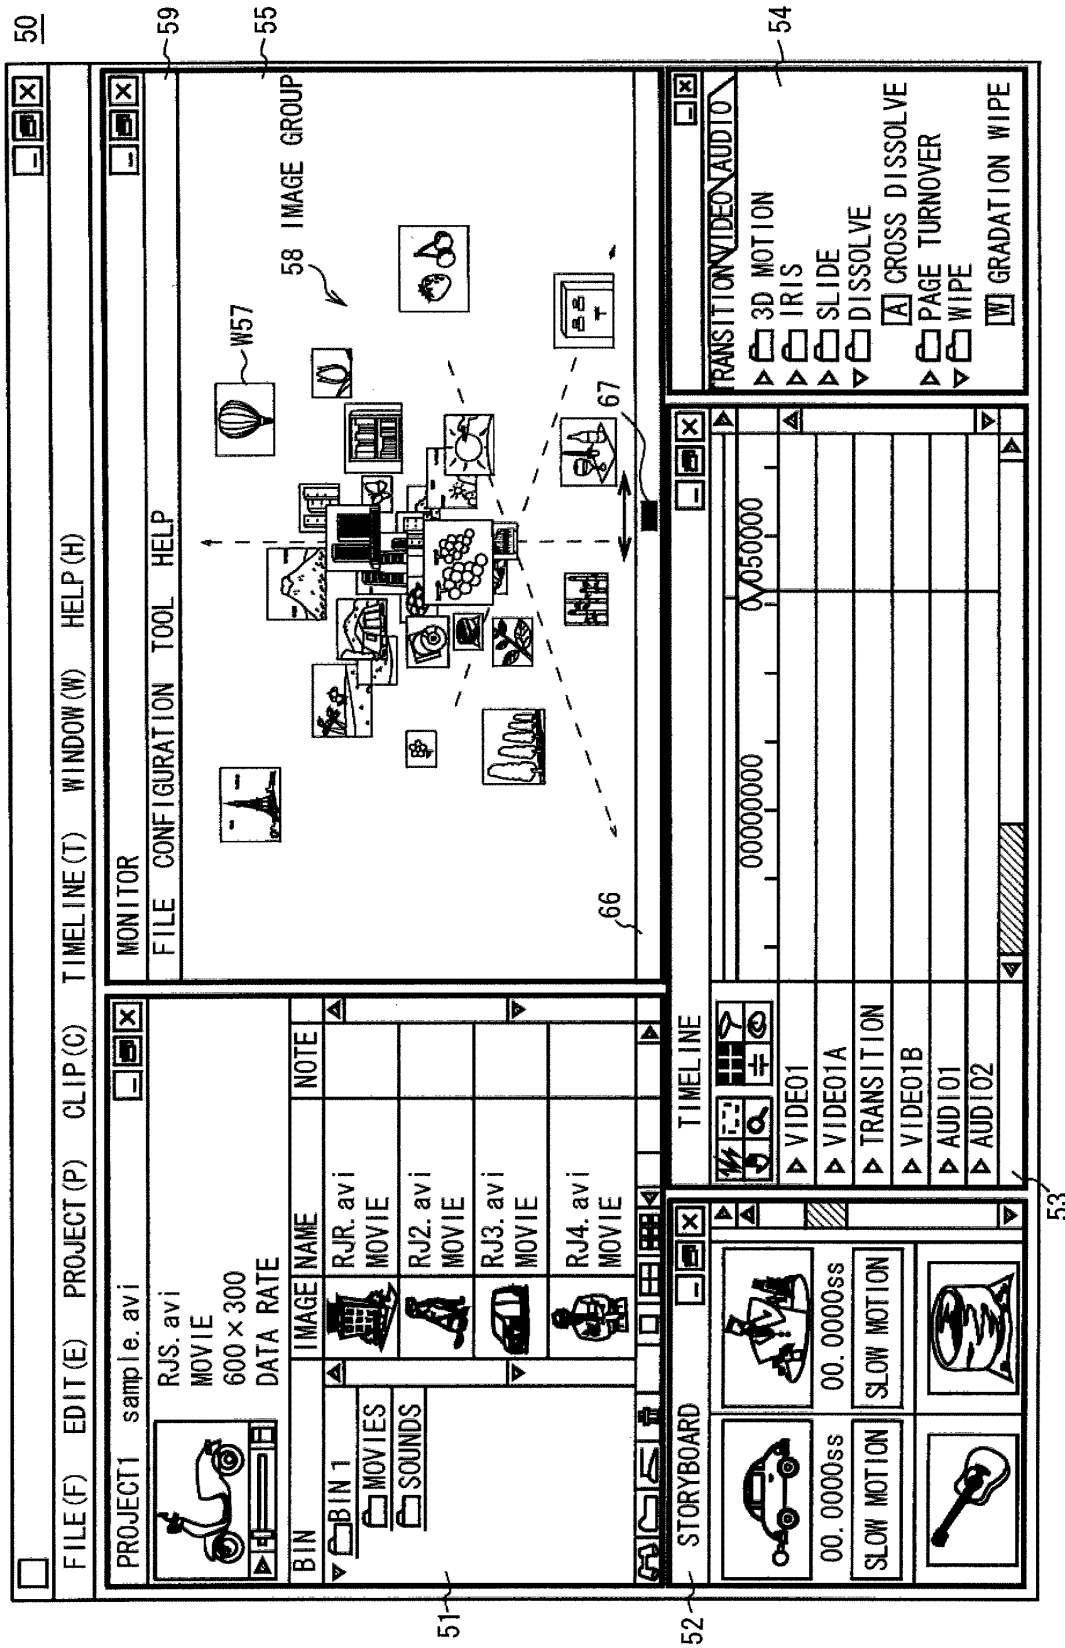 50
FILE(F) EDIT(E) PROJECT(P) CLIP(C) TIMELINE(T) WINDOW(W) HELP(H)
PROJECT1 sample.avi
RJS.avi
MOVIE
600×300
DATA RATE
BIN
BIN1
MOVIES
SOUNDS
IMAGE NAME NOTE
RJR.avi
MOVIE
RJ2.avi
MOVIE
RJ3.avi
MOVIE
RJ4.avi
MOVIE
51
MONITOR
FILE CONFIGURATION TOOL HELP
59
55
58 IMAGE GROUP
W57
66
67
STORYBOARD
00.0000ss
SLOW MOTION
00.0000ss
SLOW MOTION
52
TIMELINE
00000000
0050000
VIDEO1
VIDEO1A
TRANSITION
VIDEO1B
AUDIO1
AUDIO2
53
TRANSITION VIDEO AUDIO
3D MOTION
IRIS
SLIDE
DISSOLVE
A CROSS DISSOLVE
PAGE TURNOVER
WIPE
W GRADATION WIPE
54